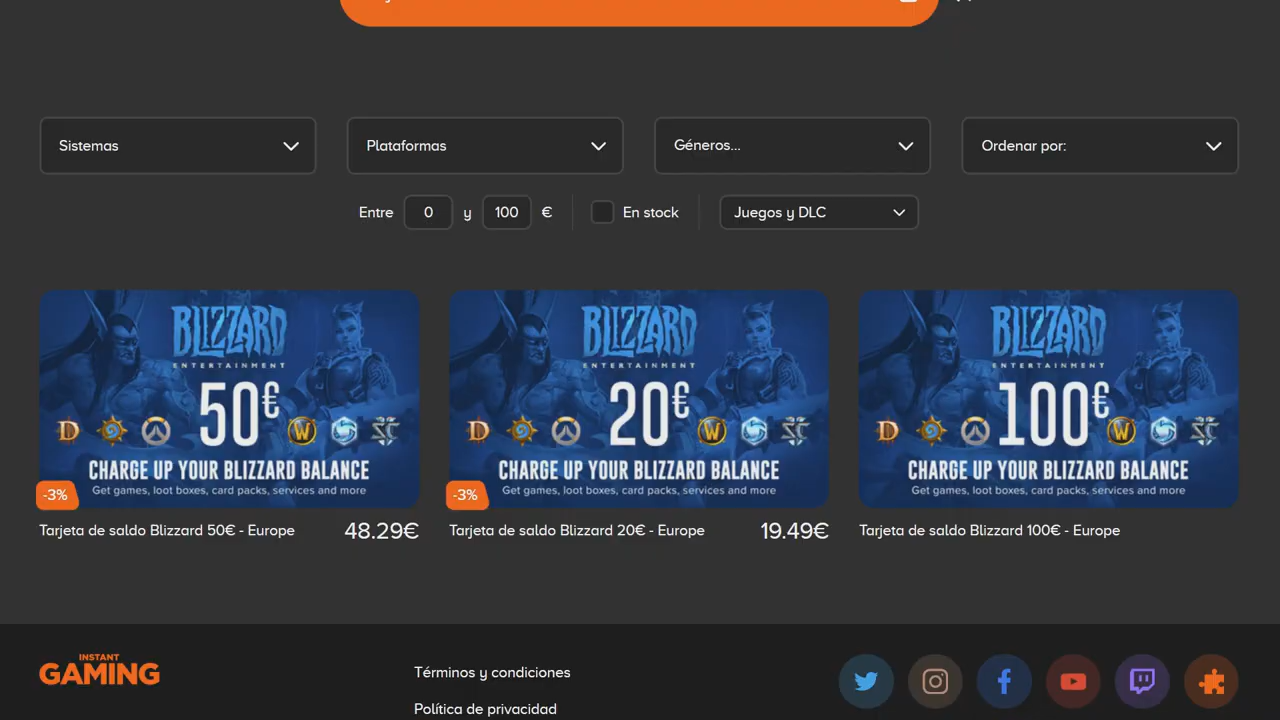 Sistemas
Plataformas
Géneros...
Ordenar por:
Entre 0 y 100 €
En stock
Juegos y DLC
BLIZZARD
ENTERTAINMENT
50€
CHARGE UP YOUR BLIZZARD BALANCE
Get games, loot boxes, card packs, services and more
-3%
Tarjeta de saldo Blizzard 50€ - Europe
48.29€
BLIZZARD
ENTERTAINMENT
20€
CHARGE UP YOUR BLIZZARD BALANCE
Get games, loot boxes, card packs, services and more
-3%
Tarjeta de saldo Blizzard 20€ - Europe
19.49€
BLIZZARD
ENTERTAINMENT
100€
CHARGE UP YOUR BLIZZARD BALANCE
Get games, loot boxes, card packs, services and more
Tarjeta de saldo Blizzard 100€ - Europe
INSTANT
GAMING
Términos y condiciones
Política de privacidad